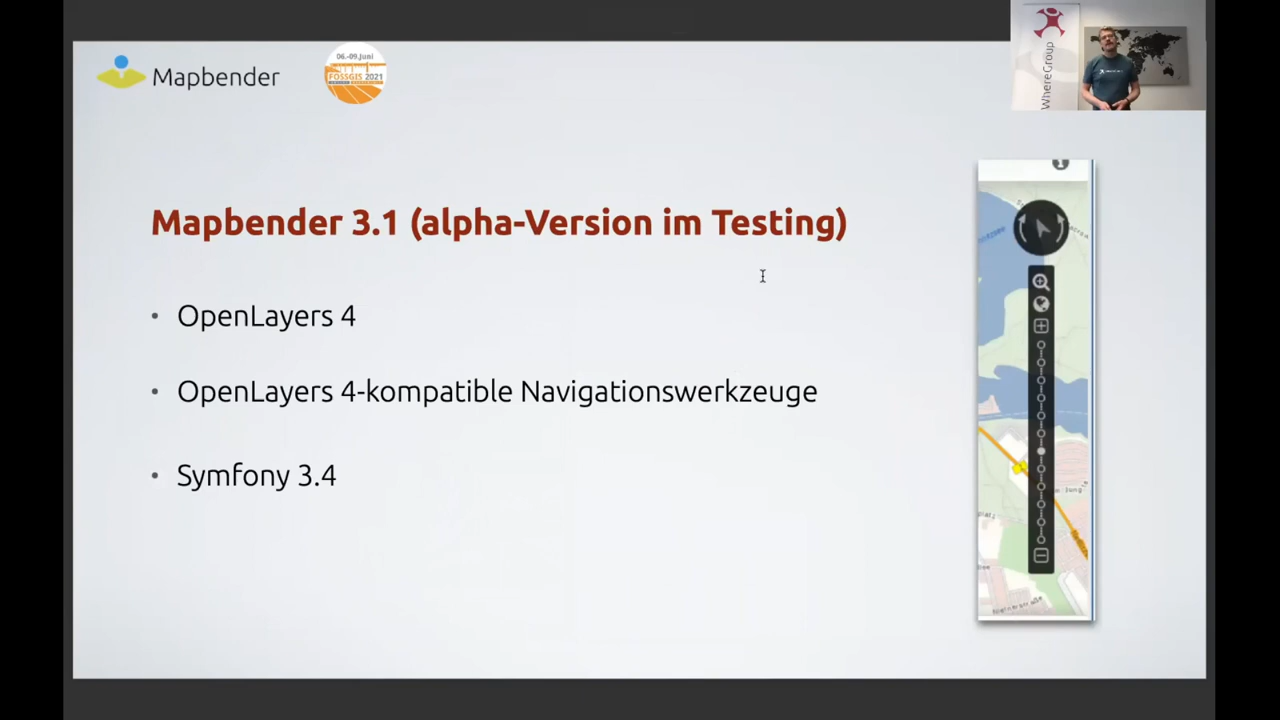 Mapbender
06.-09.Juni
FOSSGIS 2021
WhereGroup
Mapbender 3.1 (alpha-Version im Testing)
• OpenLayers 4
• OpenLayers 4-kompatible Navigationswerkzeuge
• Symfony 3.4